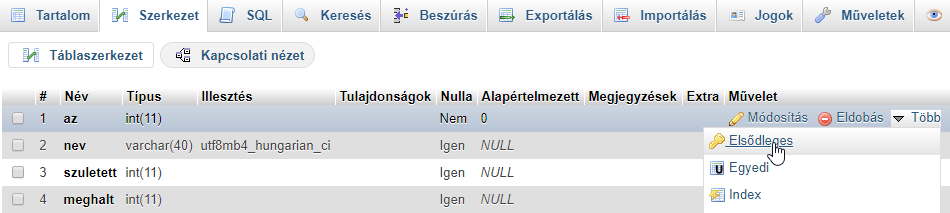 Tartalom Szerkezet SQL Keresés Beszúrás Exportálás Importálás Jogok Műveletek
Táblaszerkezet Kapcsolati nézet
# Név Típus Illesztés Tulajdonságok Nulla Alapértelmezett Megjegyzések Extra Művelet
1 az int(11) Nem 0 Módosítás Eldobás Több
2 nev varchar(40) utf8mb4_hungarian_ci Igen NULL Elsődleges
3 szuletett int(11) Igen NULL Egyedi
4 meghalt int(11) Igen NULL Index